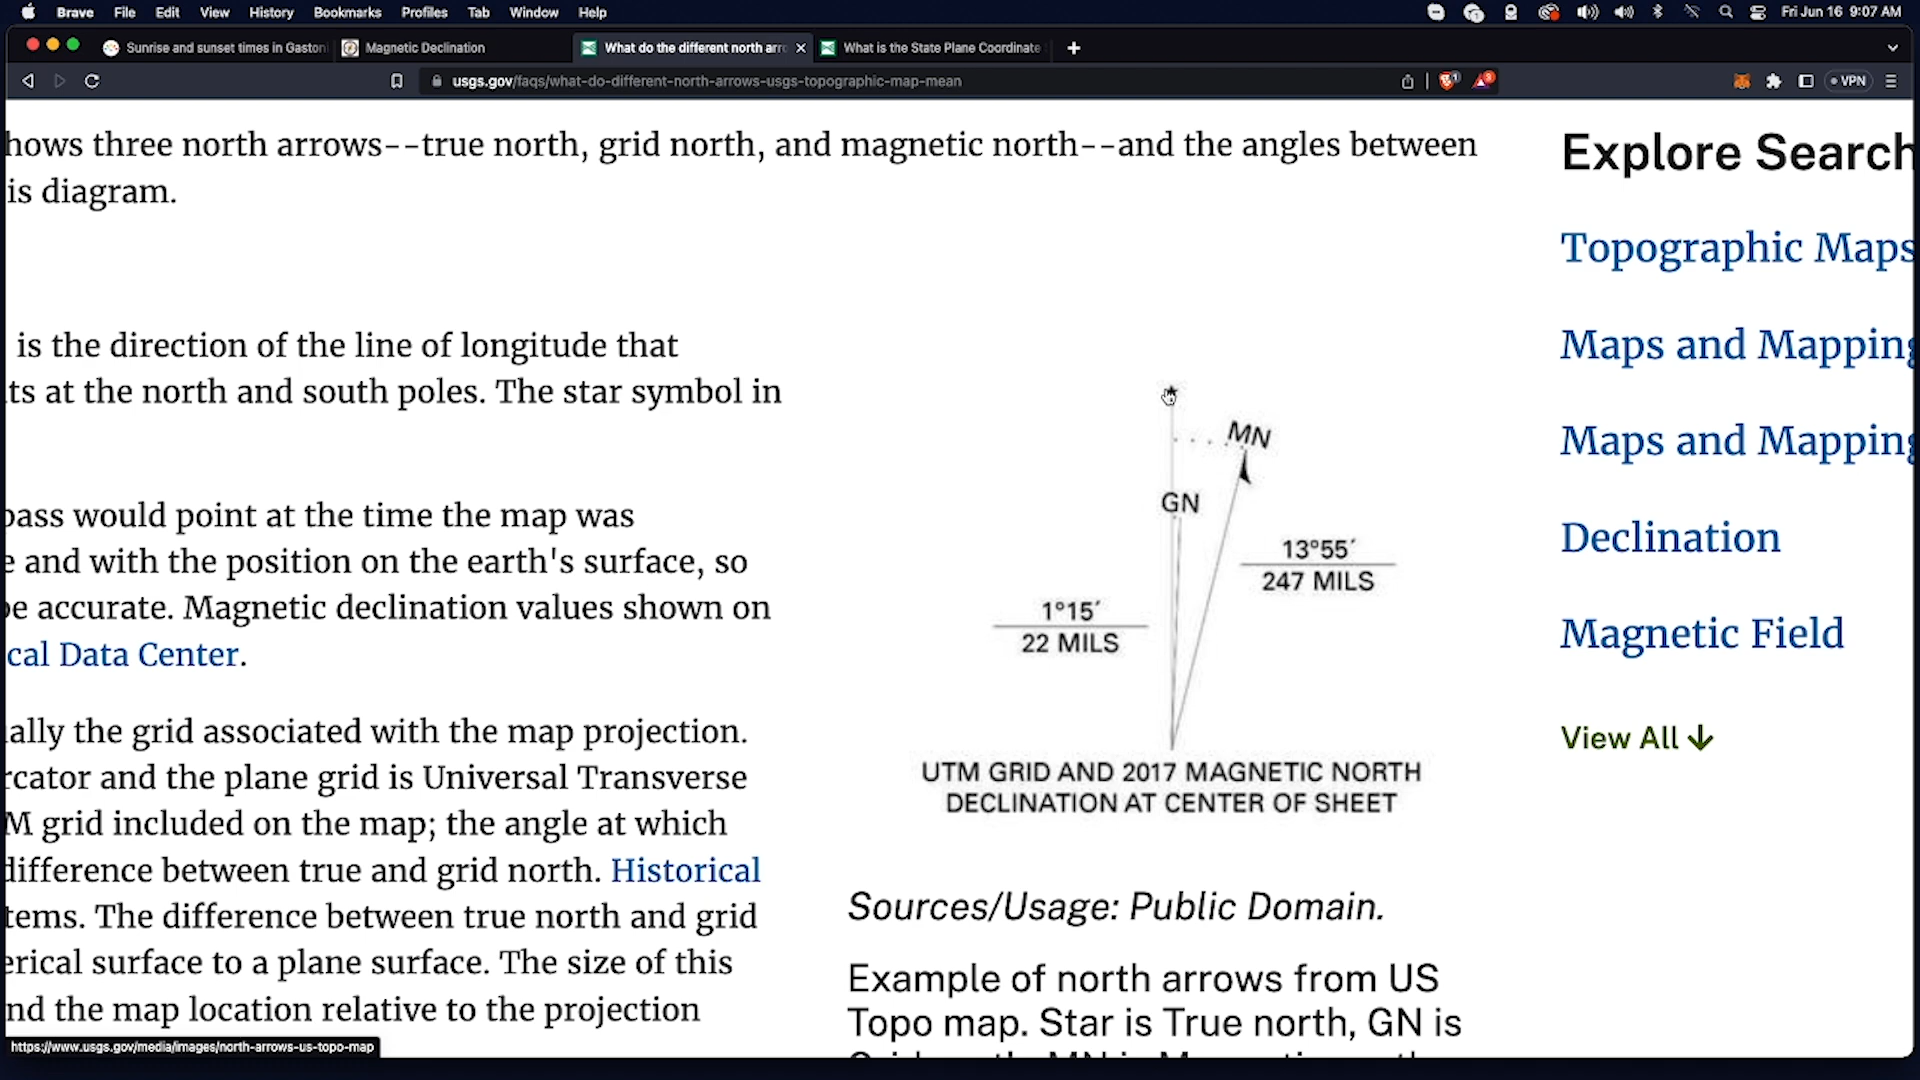 Brave File Edit View History Bookmarks Profiles Tab Window Help Fri Jun 16 9:07 AM
Sunrise and sunset times in Gaston Magnetic Declination What do the different north arr What is the State Plane Coordinate
usgs.gov/faqs/what-do-different-north-arrows-usgs-topographic-map-mean VPN
hows three north arrows--true north, grid north, and magnetic north--and the angles between
is diagram.
is the direction of the line of longitude that
ts at the north and south poles. The star symbol in
pass would point at the time the map was
e and with the position on the earth's surface, so
be accurate. Magnetic declination values shown on
cal Data Center.
ally the grid associated with the map projection.
rcator and the plane grid is Universal Transverse
M grid included on the map; the angle at which
difference between true and grid north. Historical
tems. The difference between true north and grid
erical surface to a plane surface. The size of this
nd the map location relative to the projection
https://www.usgs.gov/media/images/north-arrows-us-topo-map
MN
GN
13°55′
247 MILS
1°15′
22 MILS
UTM GRID AND 2017 MAGNETIC NORTH
DECLINATION AT CENTER OF SHEET
Sources/Usage: Public Domain.
Example of north arrows from US
Topo map. Star is True north, GN is
Explore Search
Topographic Maps
Maps and Mapping
Maps and Mapping
Declination
Magnetic Field
View All